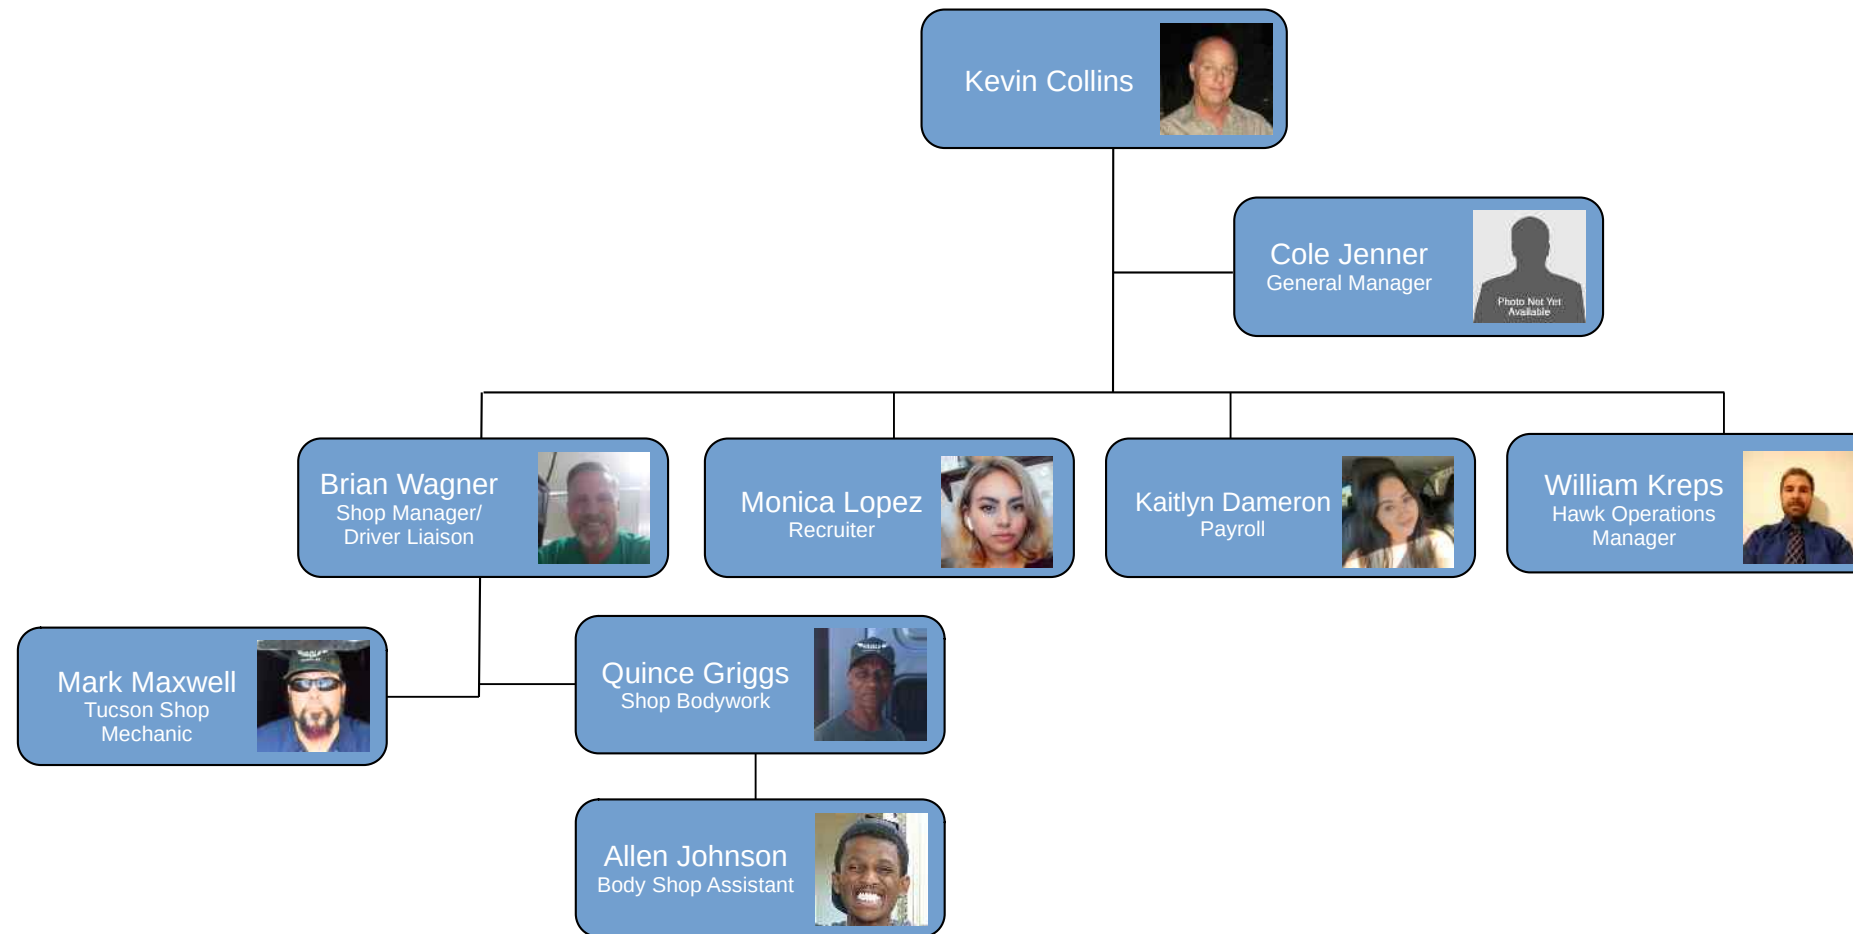 Kevin Collins
Cole Jenner
General Manager
Photo Not Yet
Available
Brian Wagner
Shop Manager/
Driver Liaison
Monica Lopez
Recruiter
Kaitlyn Dameron
Payroll
William Kreps
Hawk Operations
Manager
Mark Maxwell
Tucson Shop
Mechanic
Quince Griggs
Shop Bodywork
Allen Johnson
Body Shop Assistant